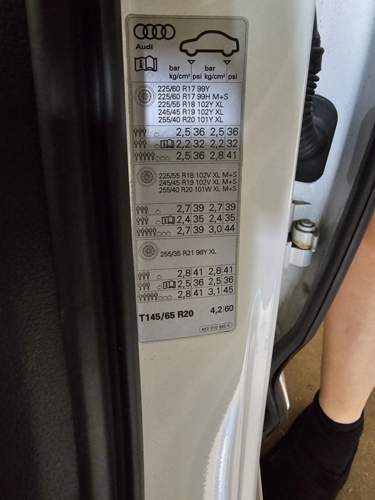 Audi
bar psi bar psi
kg/cm² kg/cm²
225/60 R17 99Y
225/60 R17 99H M+S
225/55 R18 102Y XL
245/45 R19 102Y XL
255/40 R20 101Y XL
2,5 36 2,5 36
2,2 32 2,2 32
2,5 36 2,8 41
225/55 R18 102V XL M+S
245/45 R19 102V XL M+S
255/40 R20 101W XL M+S
2,7 39 2,7 39
2,4 35 2,4 35
2,7 39 3,0 44
255/35 R21 98Y XL
2,8 41 2,8 41
2,5 36 2,5 36
2,8 41 3,1 45
T145/65 R20 4,2 60